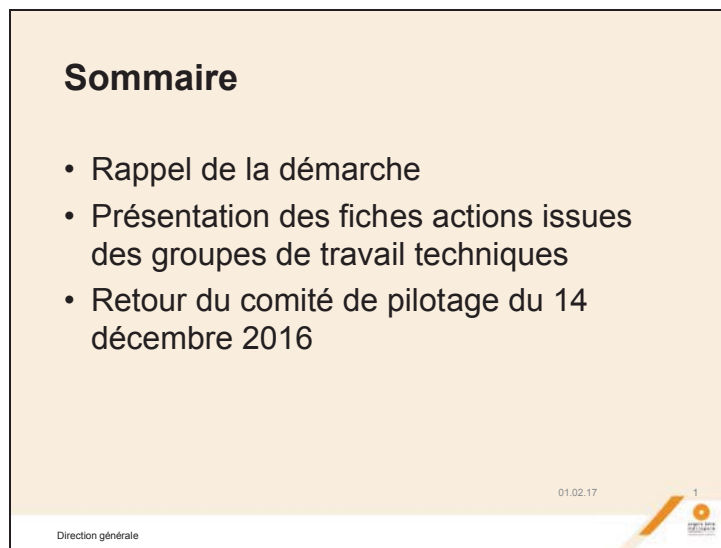 Sommaire
• Rappel de la démarche
• Présentation des fiches actions issues
des groupes de travail techniques
• Retour du comité de pilotage du 14
décembre 2016
01.02.17
1
Direction générale